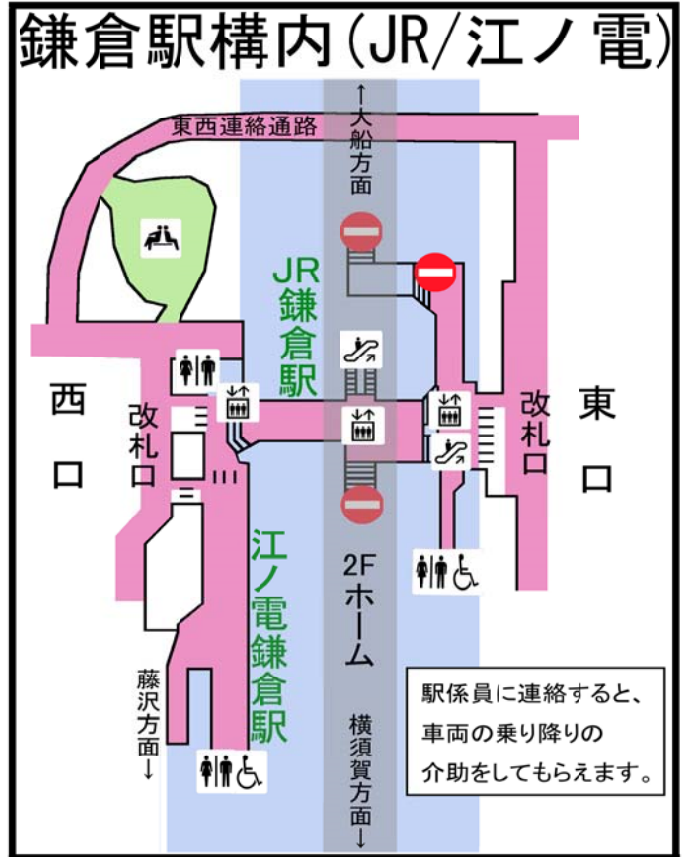 鎌倉駅構内(JR/江ノ電)
↑大船方面
東西連絡通路
JR鎌倉駅
西口
改札口
改札口
東口
江ノ電鎌倉駅
2Fホーム
藤沢方面↓
横須賀方面↓
駅係員に連絡すると、
車両の乗り降りの
介助をしてもらえます。